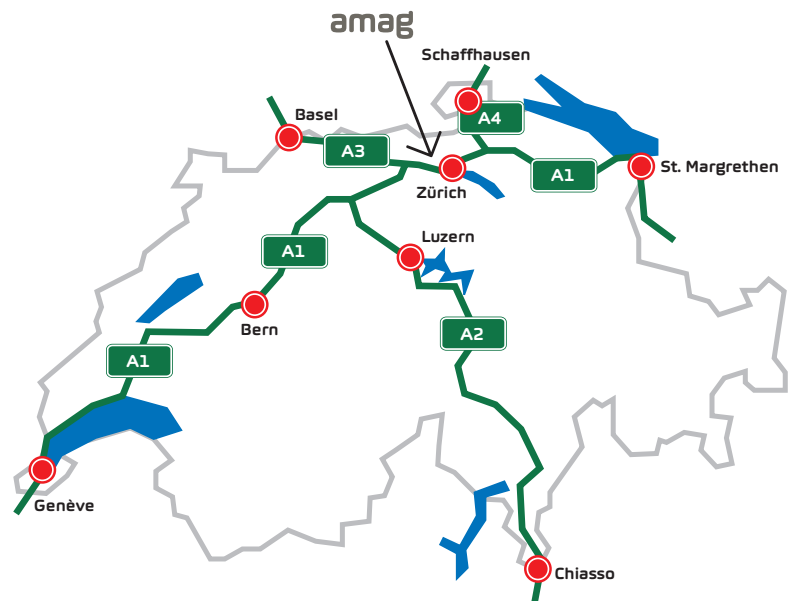 amag
Schaffhausen
Basel
A4
A3
A1
St. Margrethen
Zürich
Luzern
A1
Bern
A2
A1
Genève
Chiasso